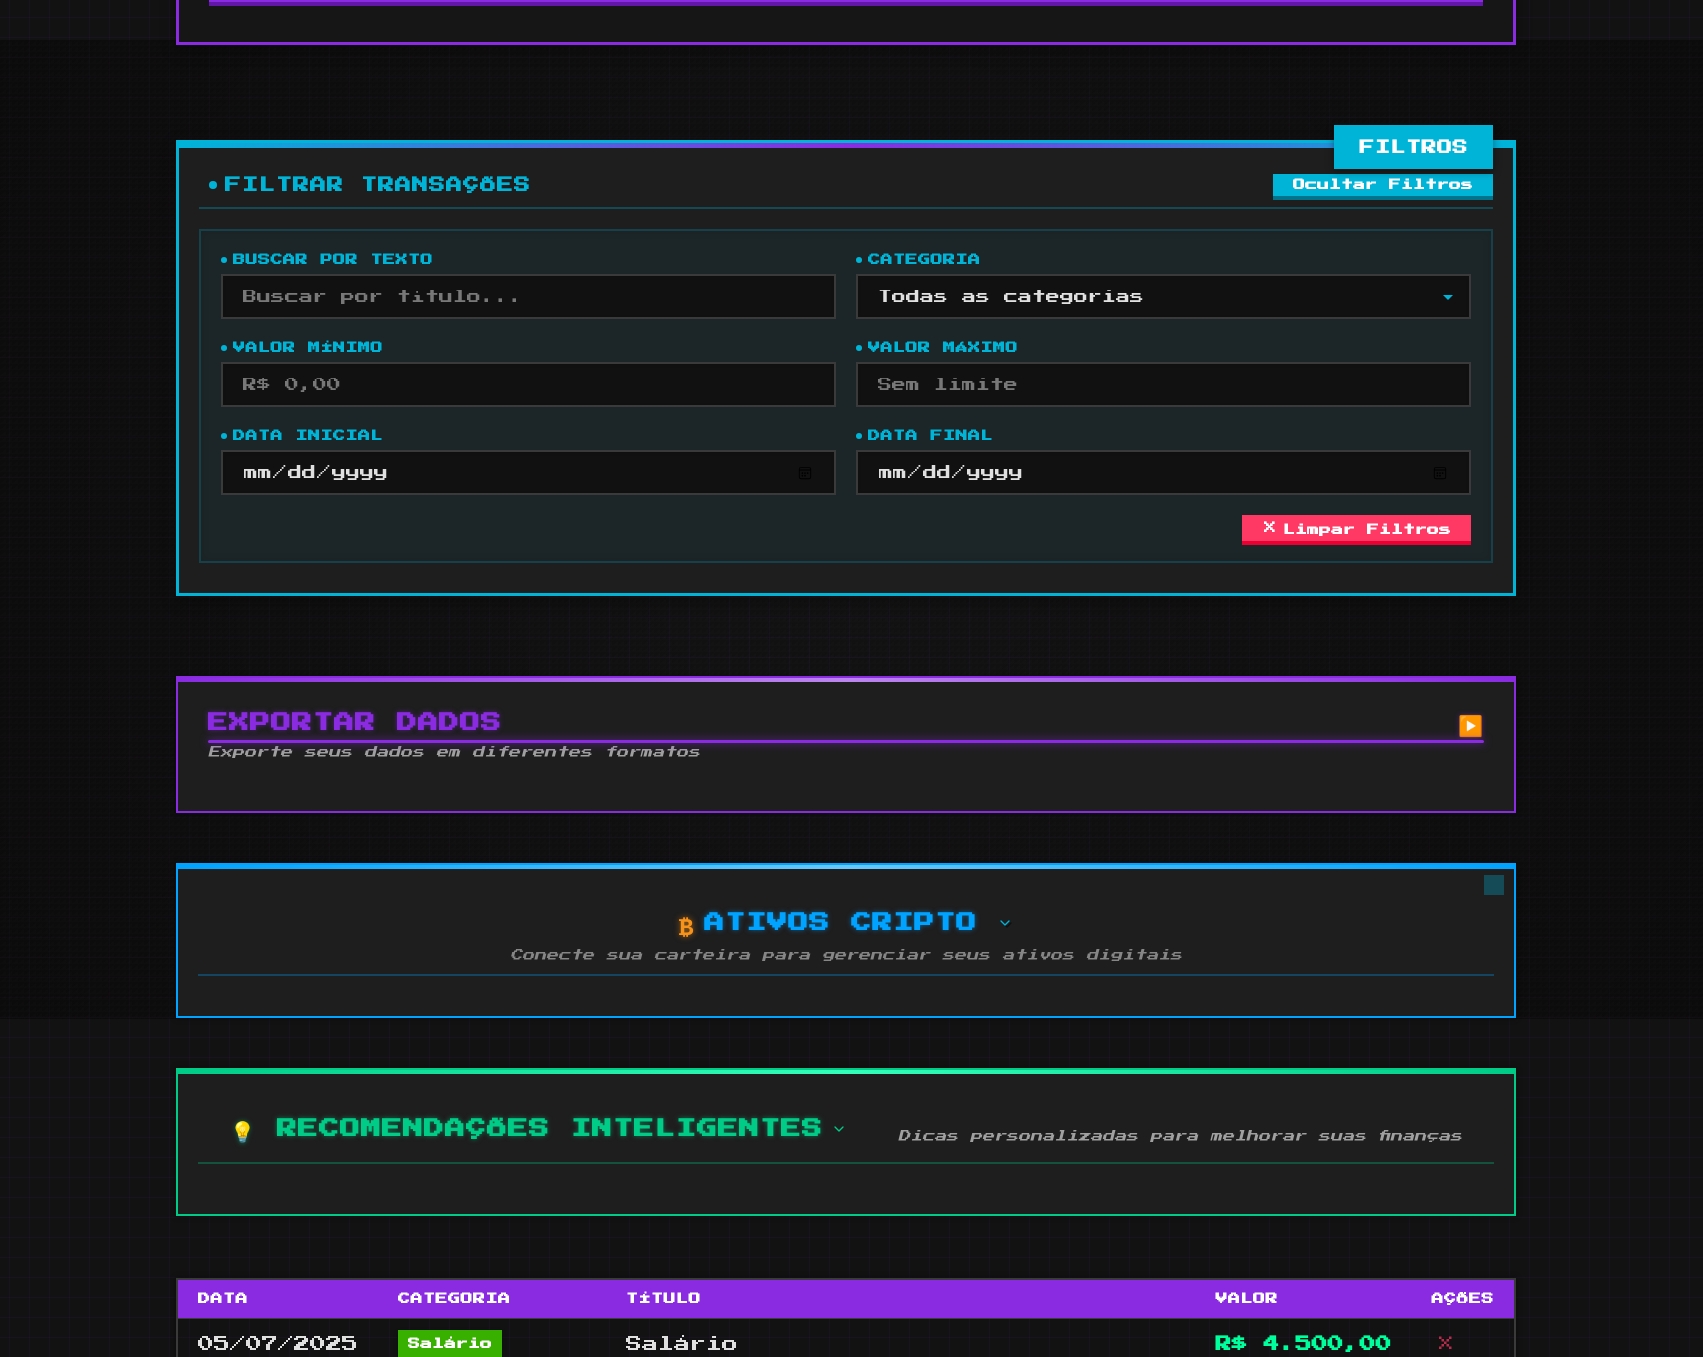 FILTROS
FILTRAR TRANSAÇÕES
Ocultar Filtros
BUSCAR POR TEXTO
CATEGORIA
Buscar por título...
Todas as categorias
VALOR MÍNIMO
VALOR MÁXIMO
R$ 0,00
Sem limite
DATA INICIAL
DATA FINAL
mm/dd/yyyy
mm/dd/yyyy
× Limpar Filtros
EXPORTAR DADOS
Exporte seus dados em diferentes formatos
₿ ATIVOS CRIPTO
Conecte sua carteira para gerenciar seus ativos digitais
RECOMENDAÇÕES INTELIGENTES
Dicas personalizadas para melhorar suas finanças
DATA CATEGORIA TÍTULO VALOR AÇÕES
05/07/2025 Salário Salário R$ 4.500,00 ×